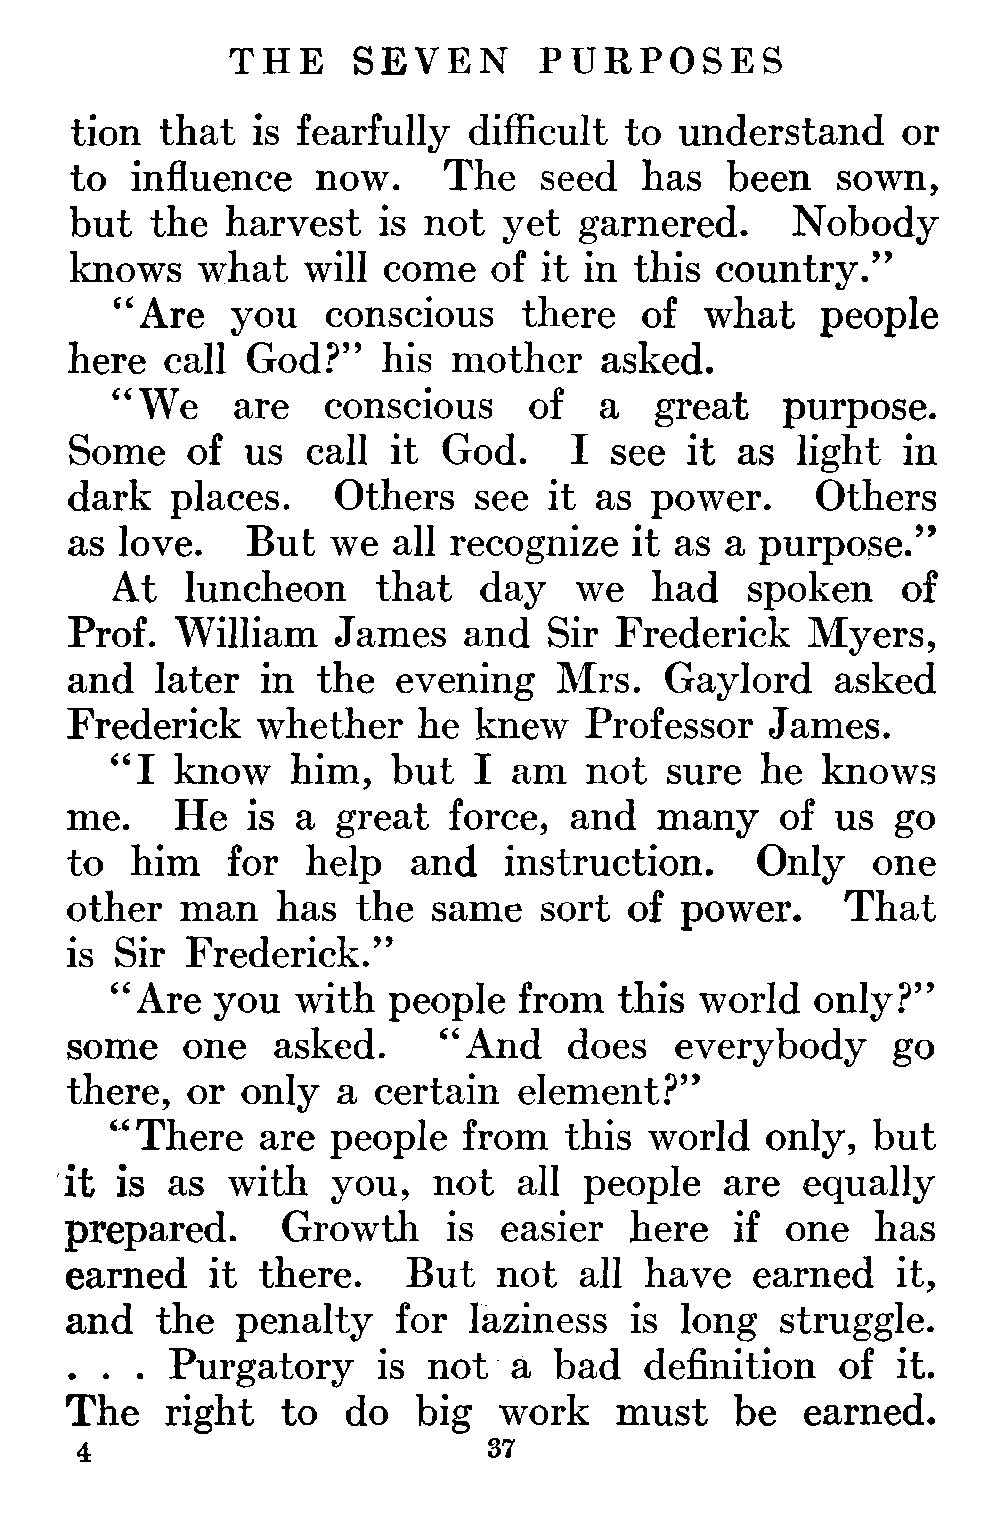 THE SEVEN PURPOSES
tion that is fearfully difficult to understand or
to influence now. The seed has been sown,
but the harvest is not yet garnered. Nobody
knows what will come of it in this country.”
“Are you conscious there of what people
here call God?” his mother asked.
“We are conscious of a great purpose.
Some of us call it God. I see it as light in
dark places. Others see it as power. Others
as love. But we all recognize it as a purpose.”
At luncheon that day we had spoken of
Prof. William James and Sir Frederick Myers,
and later in the evening Mrs. Gaylord asked
Frederick whether he knew Professor James.
“I know him, but I am not sure he knows
me. He is a great force, and many of us go
to him for help and instruction. Only one
other man has the same sort of power. That
is Sir Frederick.”
“Are you with people from this world only?”
some one asked. “And does everybody go
there, or only a certain element?”
“There are people from this world only, but
it is as with you, not all people are equally
prepared. Growth is easier here if one has
earned it there. But not all have earned it,
and the penalty for laziness is long struggle.
. . . Purgatory is not a bad definition of it.
The right to do big work must be earned.
4 37